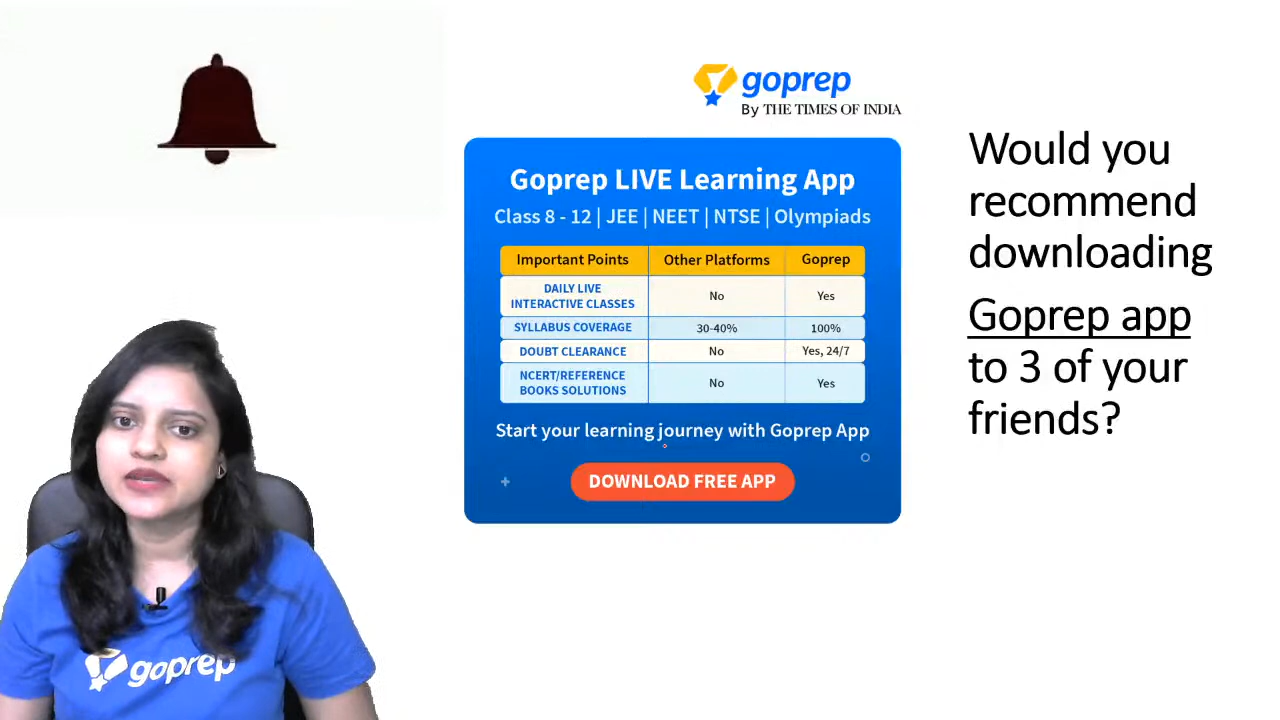 goprep
By THE TIMES OF INDIA
Goprep LIVE Learning App
Class 8 - 12 | JEE | NEET | NTSE | Olympiads
Important Points Other Platforms Goprep
DAILY LIVE
INTERACTIVE CLASSES No Yes
SYLLABUS COVERAGE 30-40% 100%
DOUBT CLEARANCE No Yes, 24/7
NCERT/REFERENCE
BOOKS SOLUTIONS No Yes
Start your learning journey with Goprep App
DOWNLOAD FREE APP
Would you
recommend
downloading
Goprep app
to 3 of your
friends?
goprep